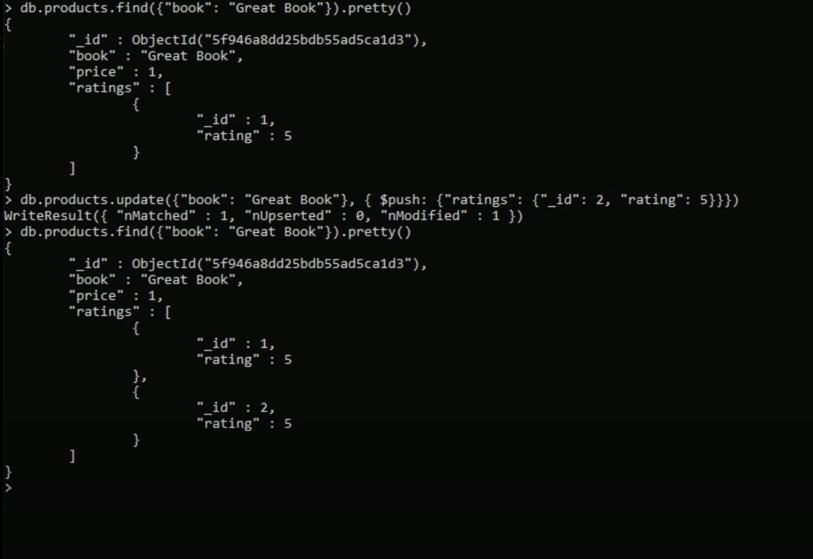 > db.products.find({"book": "Great Book"}).pretty()
{
        "_id" : ObjectId("5f946a8dd25bdb55ad5ca1d3"),
        "book" : "Great Book",
        "price" : 1,
        "ratings" : [
                {
                        "_id" : 1,
                        "rating" : 5
                }
        ]
}
> db.products.update({"book": "Great Book"}, { $push: {"ratings": {"_id": 2, "rating": 5}}})
WriteResult({ "nMatched" : 1, "nUpserted" : 0, "nModified" : 1 })
> db.products.find({"book": "Great Book"}).pretty()
{
        "_id" : ObjectId("5f946a8dd25bdb55ad5ca1d3"),
        "book" : "Great Book",
        "price" : 1,
        "ratings" : [
                {
                        "_id" : 1,
                        "rating" : 5
                },
                {
                        "_id" : 2,
                        "rating" : 5
                }
        ]
}
>